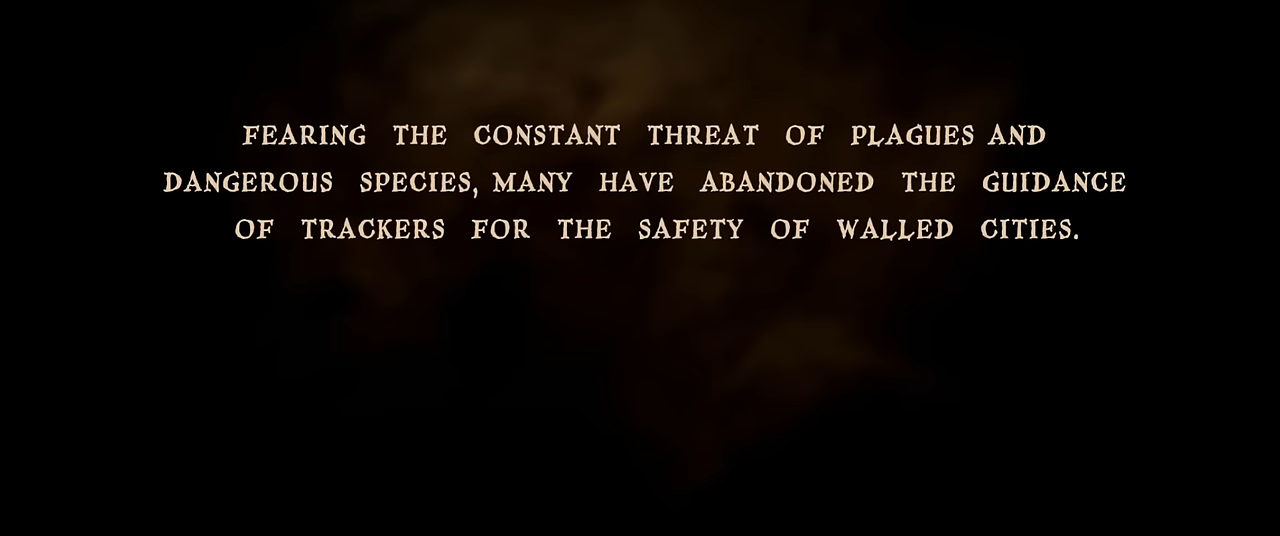 FEARING THE CONSTANT THREAT OF PLAGUES AND
DANGEROUS SPECIES, MANY HAVE ABANDONED THE GUIDANCE
OF TRACKERS FOR THE SAFETY OF WALLED CITIES.